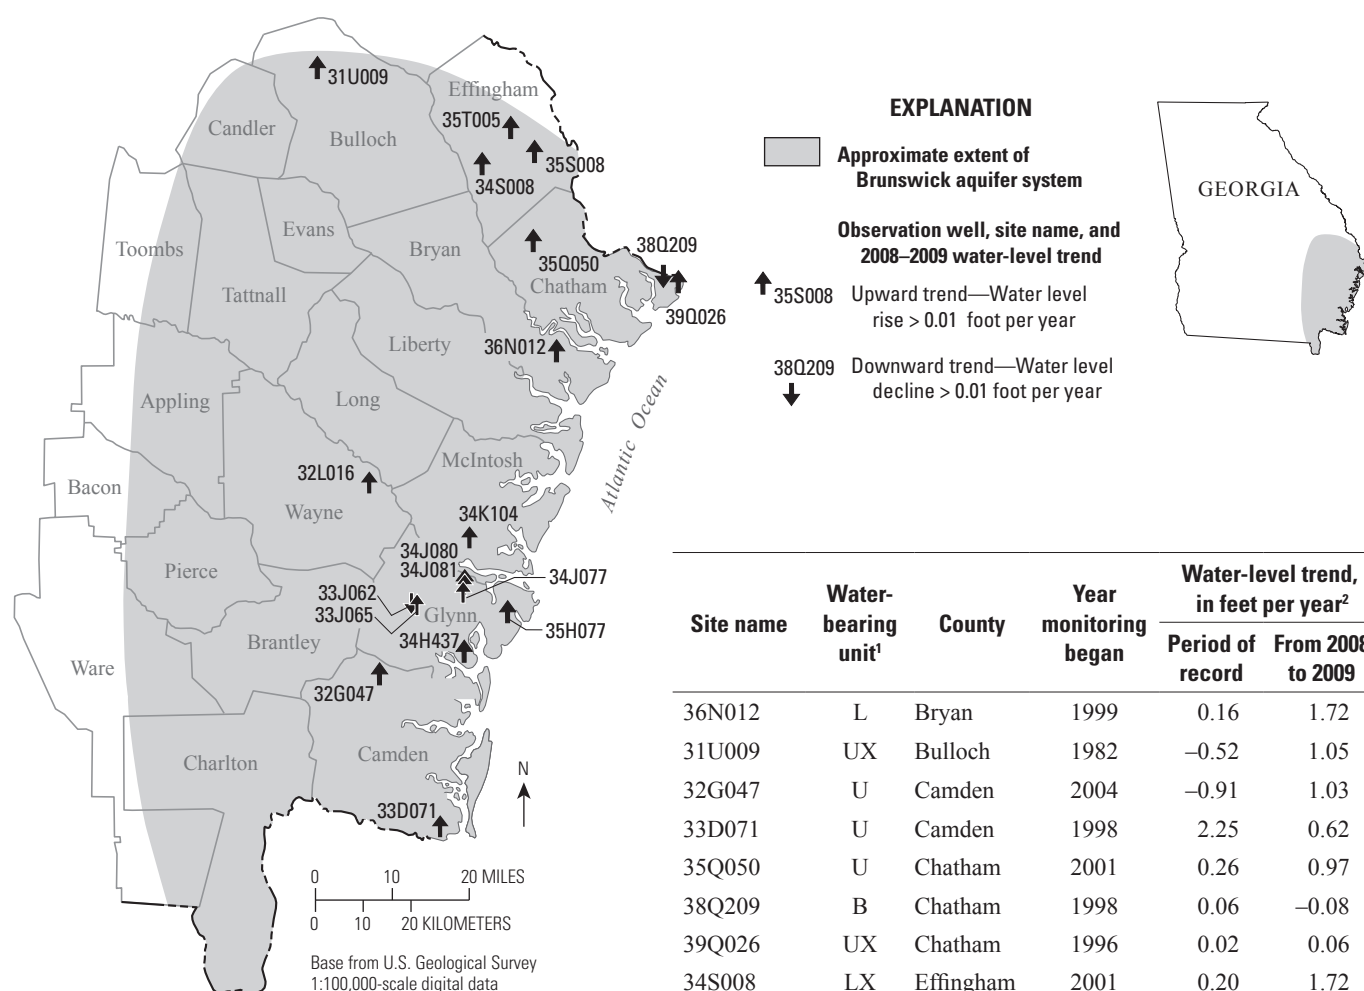 31U009
Effingham
Candler
Bulloch
35T005
35S008
34S008
Toombs
Evans
Bryan
38Q209
35Q050
Tattnall
Chatham
39Q026
Liberty
36N012
Appling
Long
Atlantic Ocean
McIntosh
32L016
Bacon
Wayne
34K104
34J080
34J081
Pierce
34J077
33J062
33J065
Glynn
35H077
Brantley
34H437
Ware
32G047
Camden
Charlton
N
33D071
0 10 20 MILES
0 10 20 KILOMETERS
Base from U.S. Geological Survey
1:100,000-scale digital data
EXPLANATION
Approximate extent of
Brunswick aquifer system
Observation well, site name, and
2008–2009 water-level trend
35S008 Upward trend—Water level
rise > 0.01 foot per year
38Q209 Downward trend—Water level
decline > 0.01 foot per year
GEORGIA
Site name Water-bearing unit¹ County Year monitoring began Water-level trend, in feet per year²
Period of record From 2008 to 2009
36N012 L Bryan 1999 0.16 1.72
31U009 UX Bulloch 1982 –0.52 1.05
32G047 U Camden 2004 –0.91 1.03
33D071 U Camden 1998 2.25 0.62
35Q050 U Chatham 2001 0.26 0.97
38Q209 B Chatham 1998 0.06 –0.08
39Q026 UX Chatham 1996 0.02 0.06
34S008 LX Effingham 2001 0.20 1.72